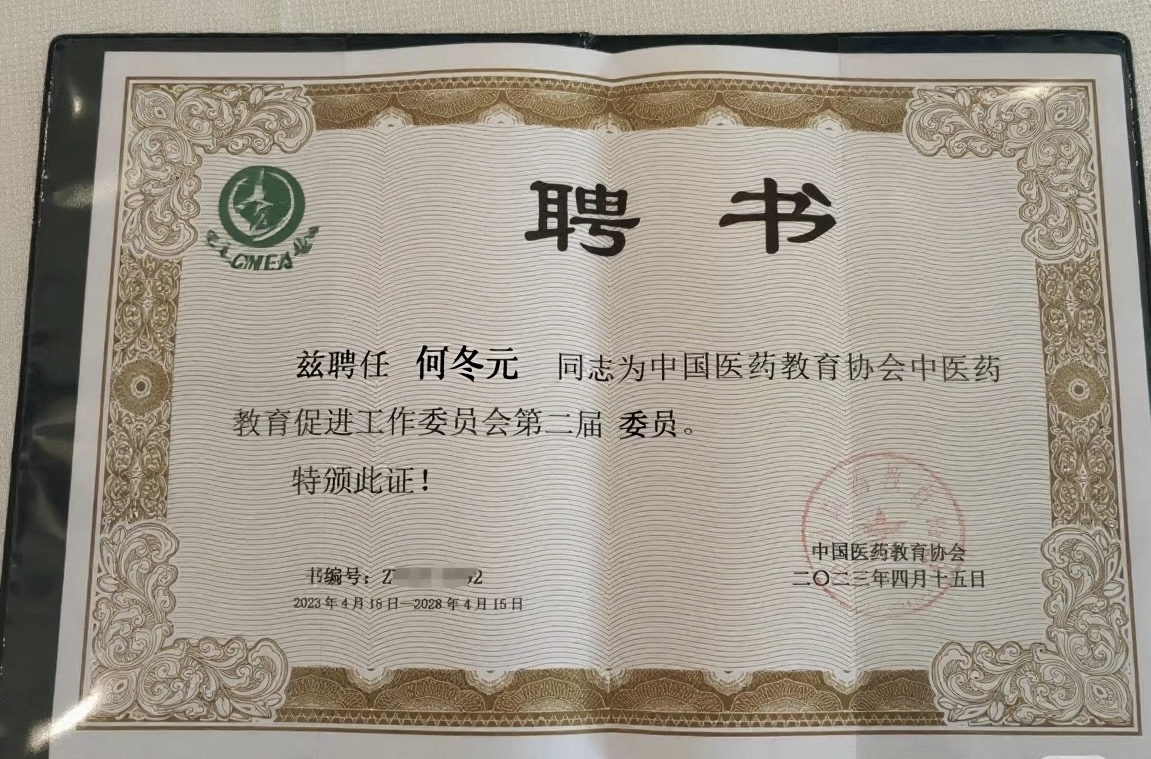 CMEA
聘 书
兹聘任 何冬元 同志为中国医药教育协会中医药
教育促进工作委员会第二届 委员。
特颁此证!
书编号:Z 2
2023年4月16日—2028年4月15日
中国医药教育协会
二〇二三年四月十五日